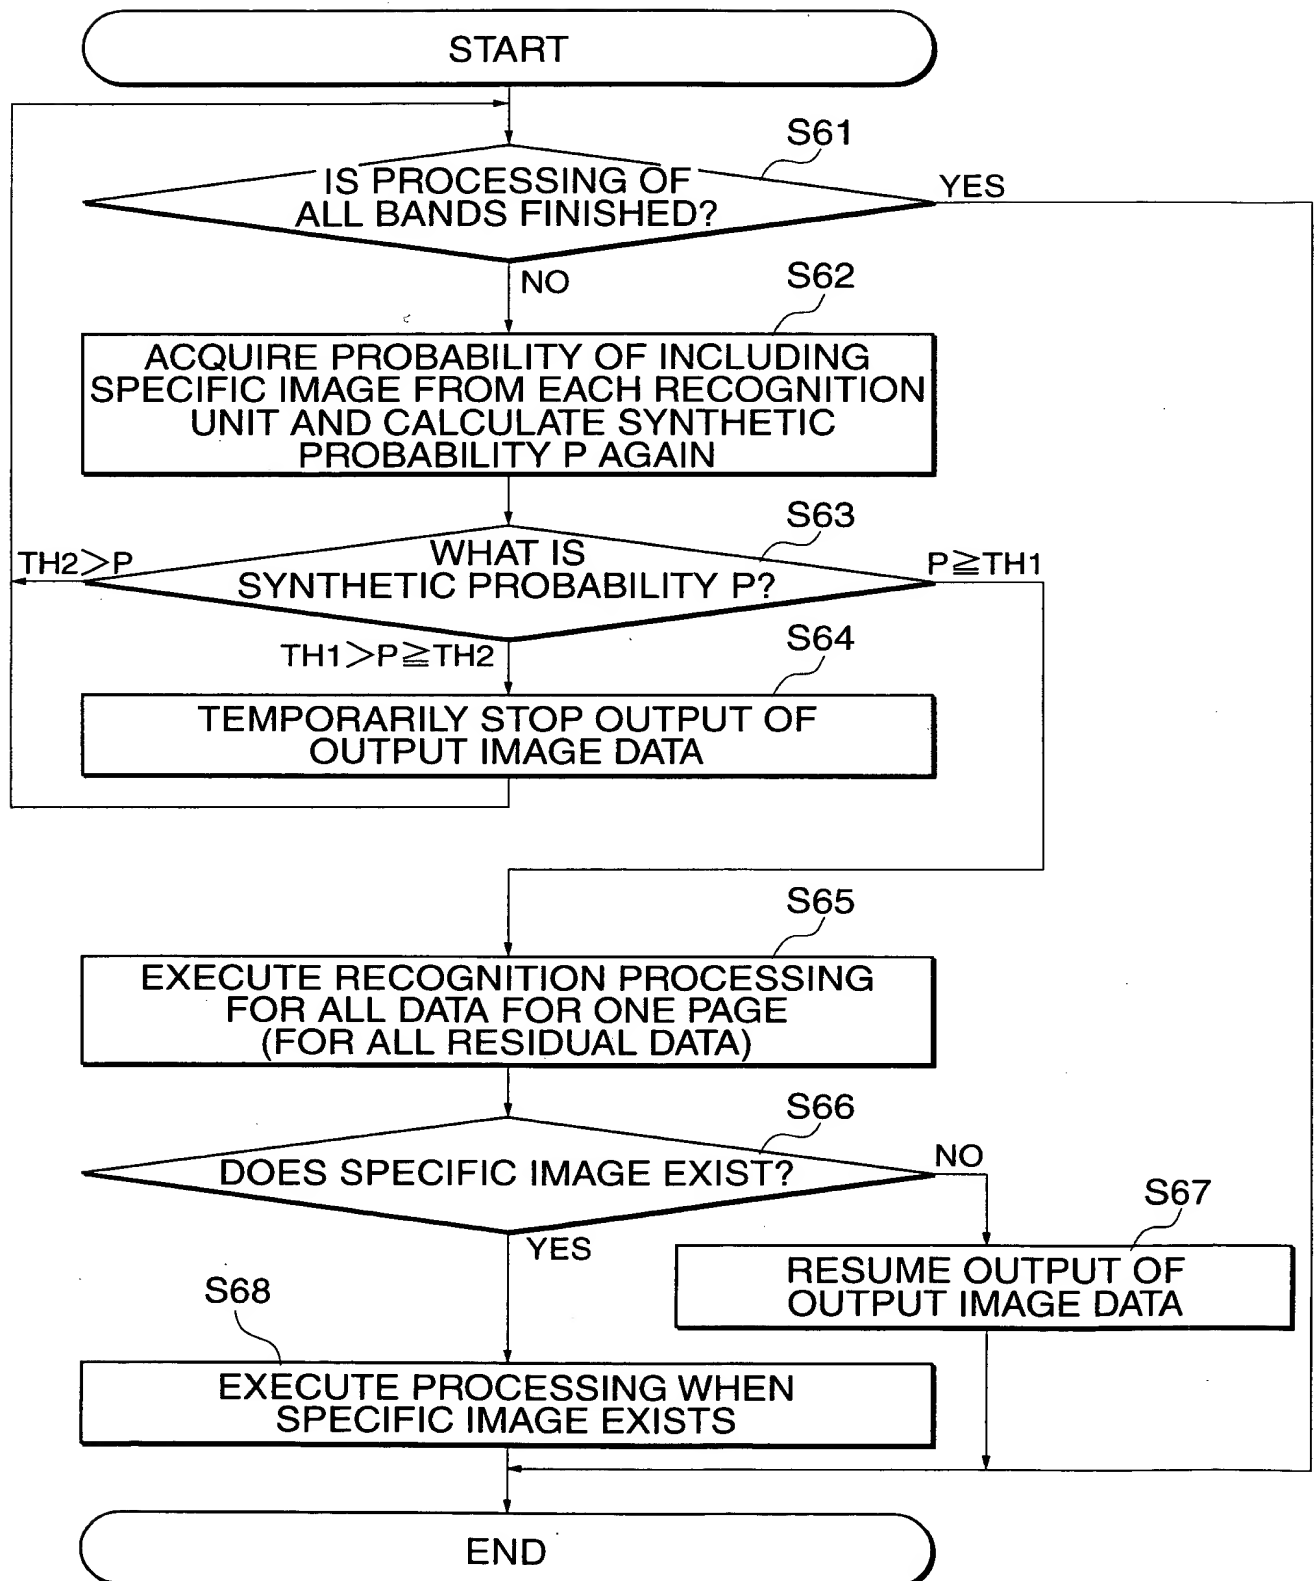 START
S61
IS PROCESSING OF
ALL BANDS FINISHED?
YES
NO
S62
ACQUIRE PROBABILITY OF INCLUDING
SPECIFIC IMAGE FROM EACH RECOGNITION
UNIT AND CALCULATE SYNTHETIC
PROBABILITY P AGAIN
S63
TH2>P
WHAT IS
SYNTHETIC PROBABILITY P?
P≧TH1
TH1>P≧TH2
S64
TEMPORARILY STOP OUTPUT OF
OUTPUT IMAGE DATA
S65
EXECUTE RECOGNITION PROCESSING
FOR ALL DATA FOR ONE PAGE
(FOR ALL RESIDUAL DATA)
S66
DOES SPECIFIC IMAGE EXIST?
NO
YES
S67
RESUME OUTPUT OF
OUTPUT IMAGE DATA
S68
EXECUTE PROCESSING WHEN
SPECIFIC IMAGE EXISTS
END